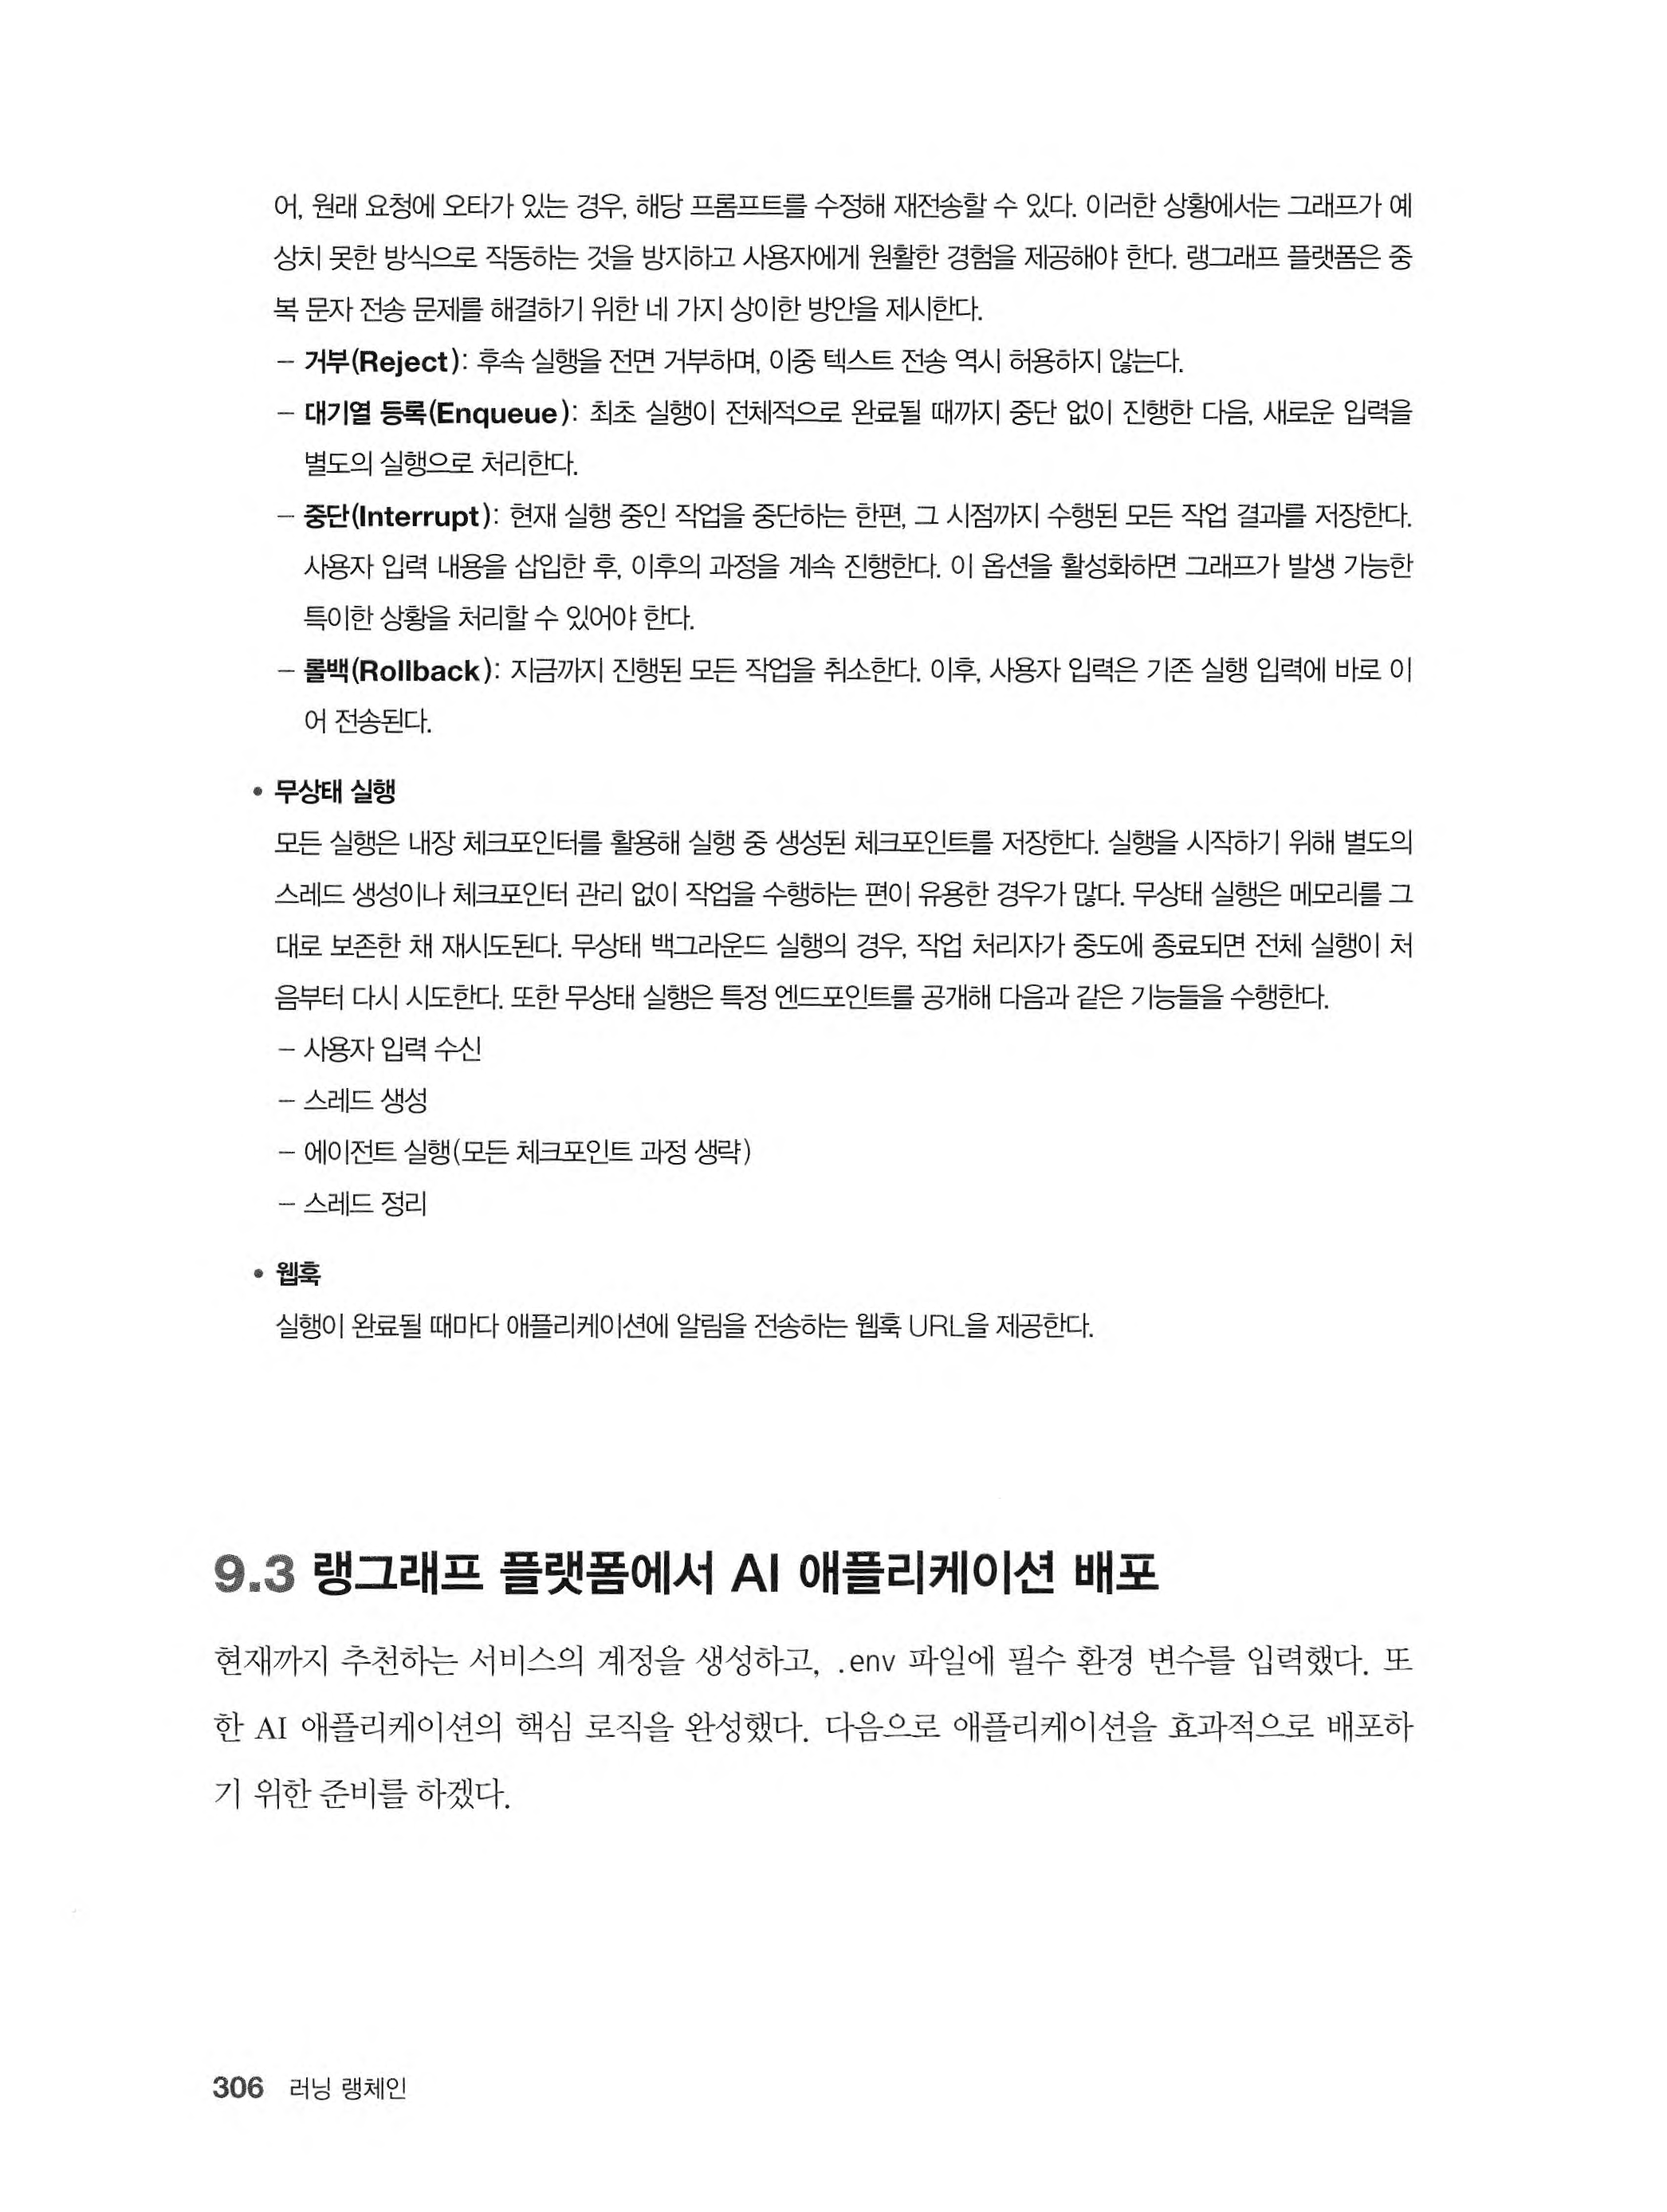 어, 원래 요청에 오타가 있는 경우, 해당 프롬프트를 수정해 재전송할 수 있다. 이러한 상황에서는 그래프가 예
상치 못한 방식으로 작동하는 것을 방지하고 사용자에게 원활한 경험을 제공해야 한다. 랭그래프 플랫폼은 중
복 문자 전송 문제를 해결하기 위한 네 가지 상이한 방안을 제시한다.
– 거부(Reject): 후속 실행을 전면 거부하며, 이중 텍스트 전송 역시 허용하지 않는다.
– 대기열 등록(Enqueue): 최초 실행이 전체적으로 완료될 때까지 중단 없이 진행한 다음, 새로운 입력을
별도의 실행으로 처리한다.
– 중단(Interrupt): 현재 실행 중인 작업을 중단하는 한편, 그 시점까지 수행된 모든 작업 결과를 저장한다.
사용자 입력 내용을 삽입한 후, 이후의 과정을 계속 진행한다. 이 옵션을 활성화하면 그래프가 발생 가능한
특이한 상황을 처리할 수 있어야 한다.
– 롤백(Rollback): 지금까지 진행된 모든 작업을 취소한다. 이후, 사용자 입력은 기존 실행 입력에 바로 이
어 전송된다.
• 무상태 실행
모든 실행은 내장 체크포인터를 활용해 실행 중 생성된 체크포인트를 저장한다. 실행을 시작하기 위해 별도의
스레드 생성이나 체크포인터 관리 없이 작업을 수행하는 편이 유용한 경우가 많다. 무상태 실행은 메모리를 그
대로 보존한 채 재시도된다. 무상태 백그라운드 실행의 경우, 작업 처리자가 중도에 종료되면 전체 실행이 처
음부터 다시 시도한다. 또한 무상태 실행은 특정 엔드포인트를 공개해 다음과 같은 기능들을 수행한다.
– 사용자 입력 수신
– 스레드 생성
– 에이전트 실행(모든 체크포인트 과정 생략)
– 스레드 정리
• 웹훅
실행이 완료될 때마다 애플리케이션에 알림을 전송하는 웹훅 URL을 제공한다.
9.3 랭그래프 플랫폼에서 AI 애플리케이션 배포
현재까지 추천하는 서비스의 계정을 생성하고, .env 파일에 필수 환경 변수를 입력했다. 또
한 AI 애플리케이션의 핵심 로직을 완성했다. 다음으로 애플리케이션을 효과적으로 배포하
기 위한 준비를 하겠다.
306 러닝 랭체인